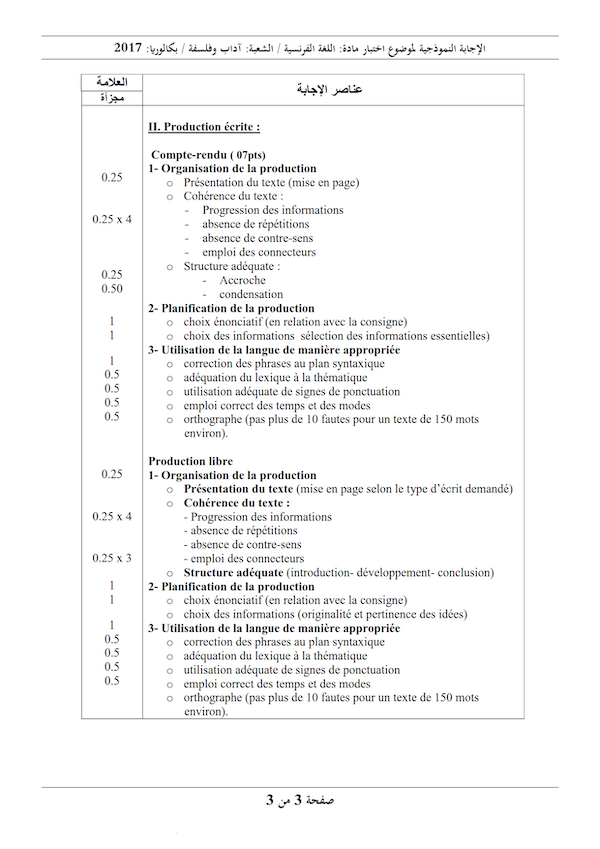 الإجابة النموذجية لموضوع اختبار مادة: اللغة الفرنسية / الشعبة: آداب وفلسفة / بكالوريا: 2017
العلامة
مجزأة
عناصر الإجابة
II. Production écrite :
Compte-rendu ( 07pts)
1- Organisation de la production
0.25 o Présentation du texte (mise en page)
o Cohérence du texte :
- Progression des informations
0.25 x 4 - absence de répétitions
- absence de contre-sens
- emploi des connecteurs
o Structure adéquate :
0.25 - Accroche
0.50 - condensation
2- Planification de la production
1 o choix énonciatif (en relation avec la consigne)
1 o choix des informations sélection des informations essentielles)
3- Utilisation de la langue de manière appropriée
1 o correction des phrases au plan syntaxique
0.5 o adéquation du lexique à la thématique
0.5 o utilisation adéquate de signes de ponctuation
0.5 o emploi correct des temps et des modes
0.5 o orthographe (pas plus de 10 fautes pour un texte de 150 mots
environ).
Production libre
0.25 1- Organisation de la production
o Présentation du texte (mise en page selon le type d'écrit demandé)
o Cohérence du texte :
0.25 x 4 - Progression des informations
- absence de répétitions
- absence de contre-sens
0.25 x 3 - emploi des connecteurs
o Structure adéquate (introduction- développement- conclusion)
1 2- Planification de la production
1 o choix énonciatif (en relation avec la consigne)
o choix des informations (originalité et pertinence des idées)
1 3- Utilisation de la langue de manière appropriée
0.5 o correction des phrases au plan syntaxique
0.5 o adéquation du lexique à la thématique
0.5 o utilisation adéquate de signes de ponctuation
0.5 o emploi correct des temps et des modes
o orthographe (pas plus de 10 fautes pour un texte de 150 mots
environ).
صفحة 3 من 3